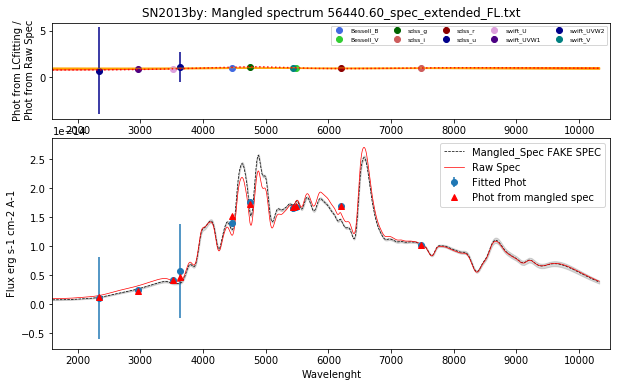 SN2013by: Mangled spectrum 56440.60_spec_extended_FL.txt
Phot from LCfitting /
Phot from Raw Spec
5
0
Bessell_B
Bessell_V
sdss_g
sdss_i
sdss_r
sdss_u
swift_U
swift_UVW1
swift_UVW2
swift_V
2000 3000 4000 5000 6000 7000 8000 9000 10000
1e−14
Flux erg s-1 cm-2 A-1
2.5
2.0
1.5
1.0
0.5
0.0
−0.5
Mangled_Spec FAKE SPEC
Raw Spec
Fitted Phot
Phot from mangled spec
2000 3000 4000 5000 6000 7000 8000 9000 10000
Wavelenght